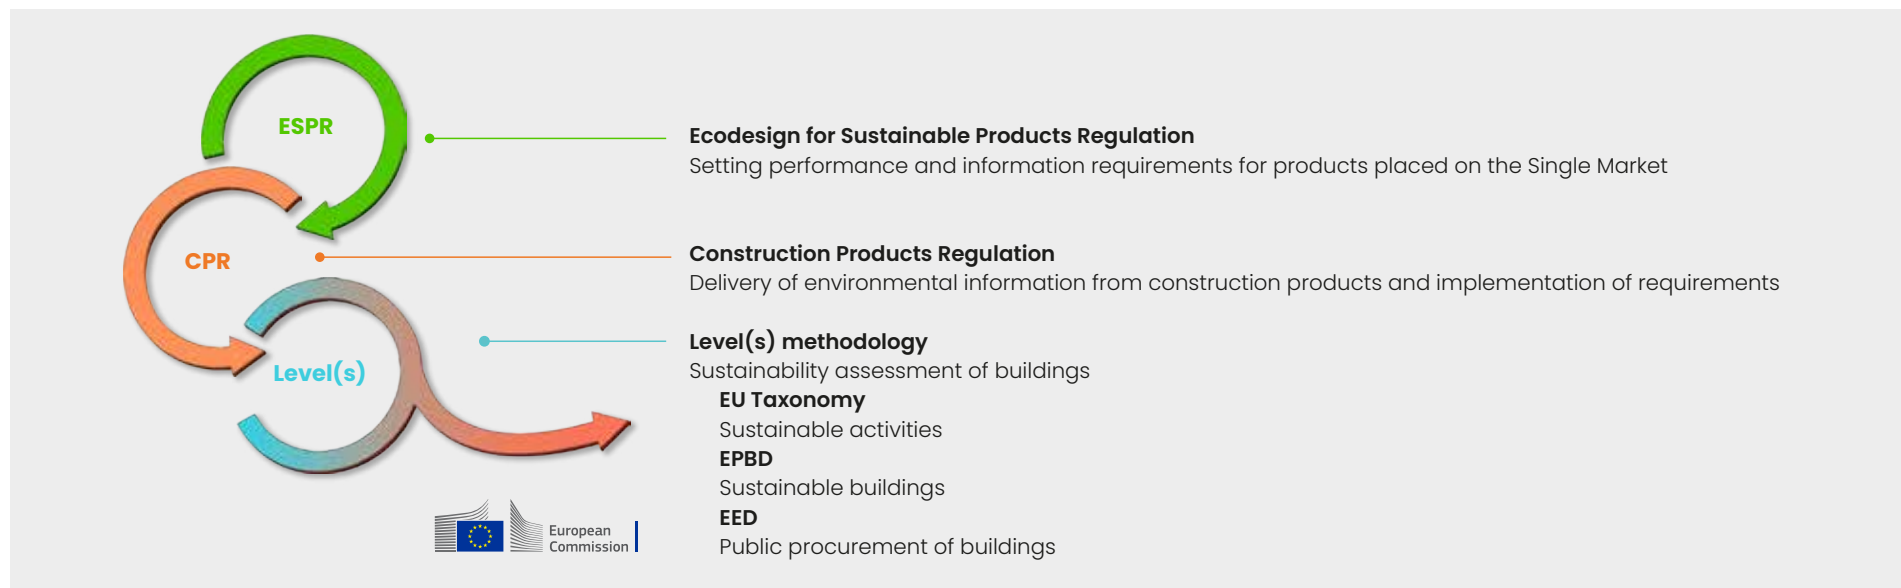 ESPR
Ecodesign for Sustainable Products Regulation
Setting performance and information requirements for products placed on the Single Market
CPR
Construction Products Regulation
Delivery of environmental information from construction products and implementation of requirements
Level(s)
Level(s) methodology
Sustainability assessment of buildings
EU Taxonomy
Sustainable activities
EPBD
Sustainable buildings
EED
Public procurement of buildings
European
Commission